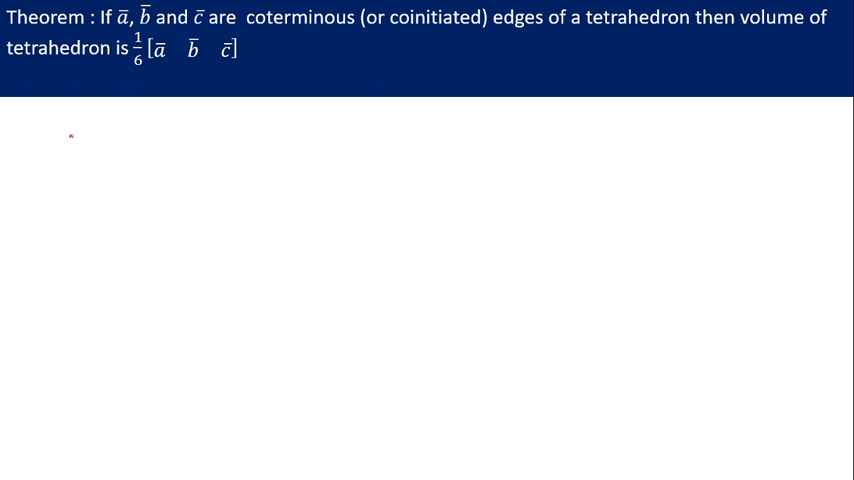 Theorem : If a̅, b̅ and c̅ are coterminous (or coinitiated) edges of a tetrahedron then volume of
tetrahedron is 1/6 [a̅ b̅ c̅]